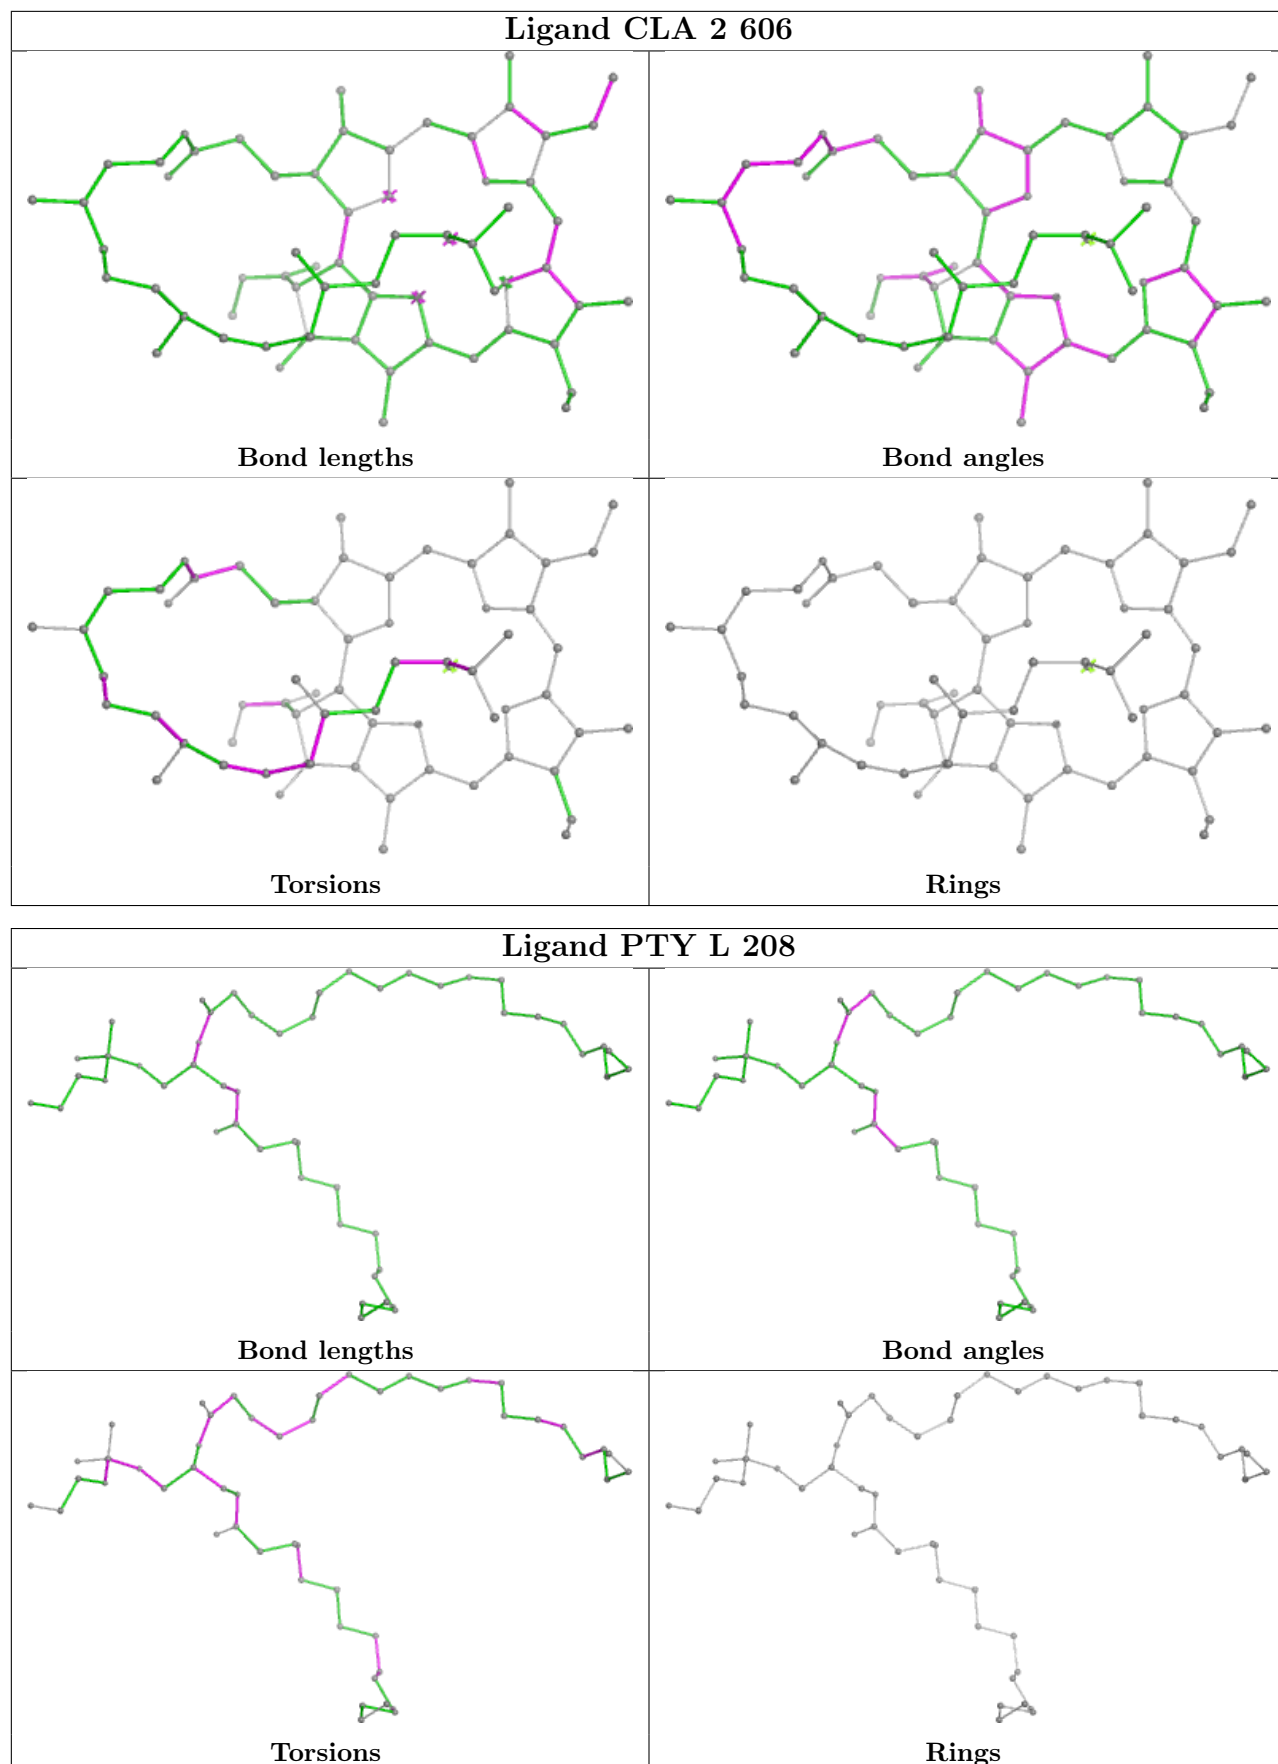 Ligand CLA 2 606
Bond lengths
Bond angles
Torsions
Rings
Ligand PTY L 208
Bond lengths
Bond angles
Torsions
Rings